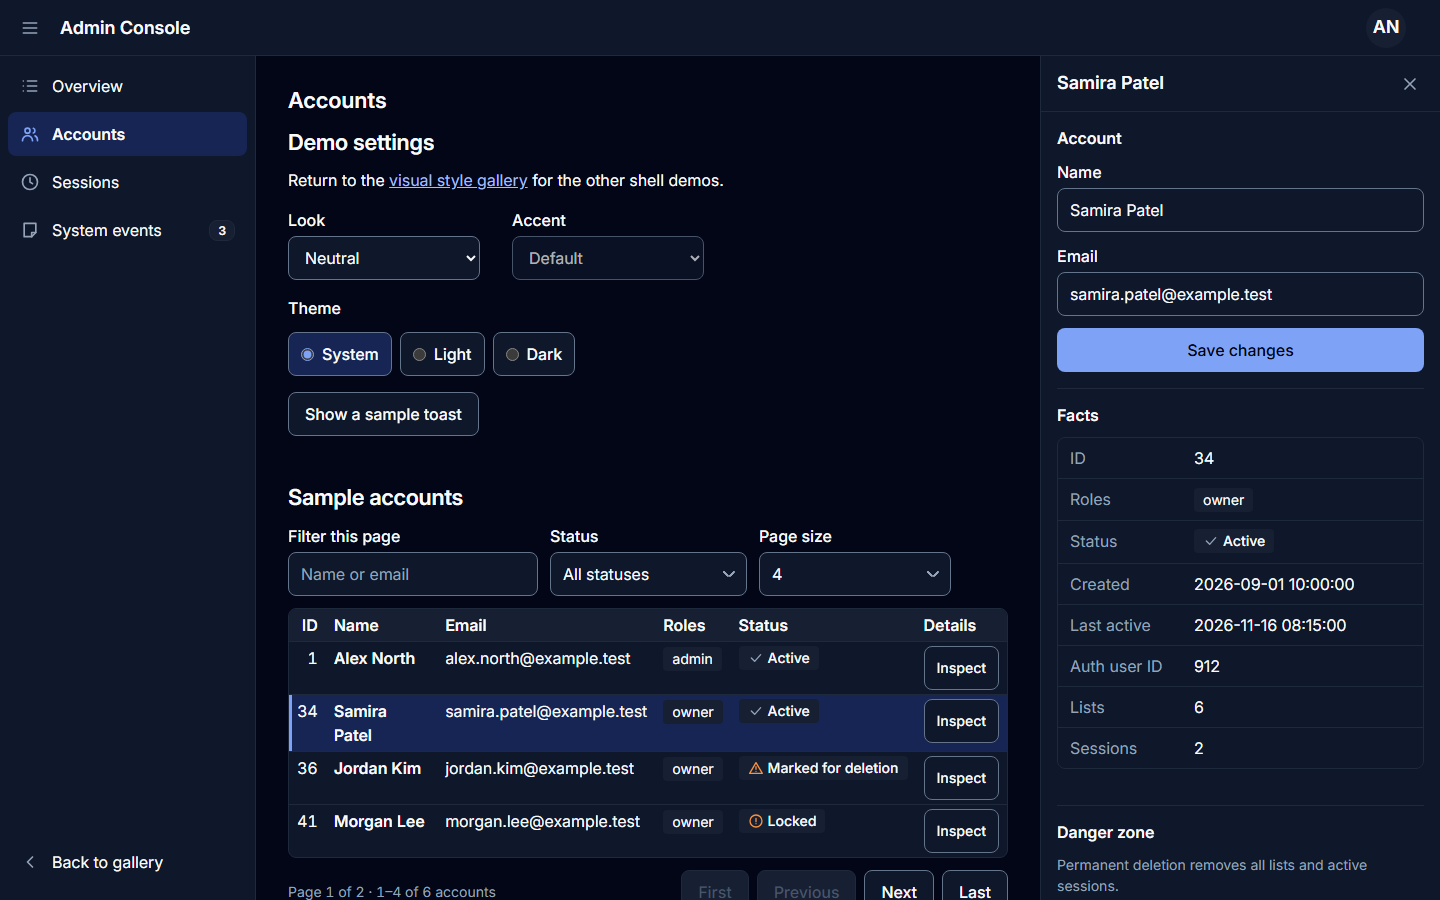 Admin Console
AN
Overview
Accounts
Sessions
System events 3
Back to gallery
Accounts
Demo settings
Return to the visual style gallery for the other shell demos.
Look Accent
Neutral Default
Theme
System Light Dark
Show a sample toast
Sample accounts
Filter this page Status Page size
Name or email All statuses 4
ID Name Email Roles Status Details
1 Alex North alex.north@example.test admin Active Inspect
34 Samira Patel samira.patel@example.test owner Active Inspect
36 Jordan Kim jordan.kim@example.test owner Marked for deletion Inspect
41 Morgan Lee morgan.lee@example.test owner Locked Inspect
Page 1 of 2 · 1–4 of 6 accounts First Previous Next Last
Samira Patel
Account
Name
Samira Patel
Email
samira.patel@example.test
Save changes
Facts
ID 34
Roles owner
Status Active
Created 2026-09-01 10:00:00
Last active 2026-11-16 08:15:00
Auth user ID 912
Lists 6
Sessions 2
Danger zone
Permanent deletion removes all lists and active
sessions.